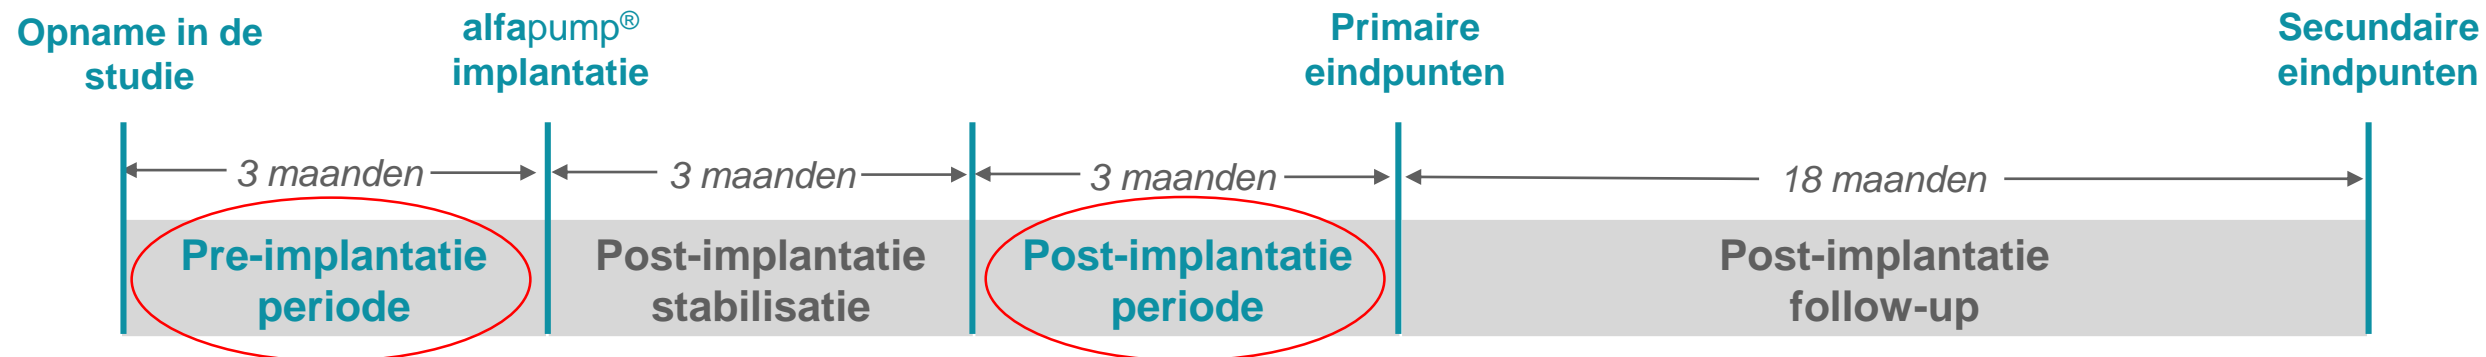 Opname in de
studie
alfapump®
implantatie
Primaire
eindpunten
Secundaire
eindpunten
3 maanden
3 maanden
3 maanden
18 maanden
Pre-implantatie
periode
Post-implantatie
stabilisatie
Post-implantatie
periode
Post-implantatie
follow-up